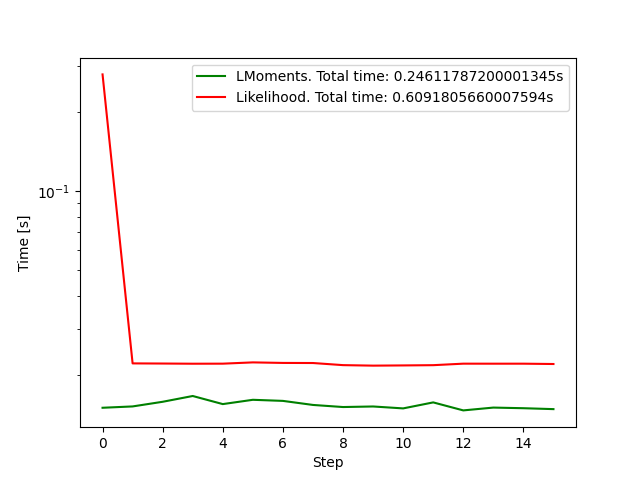 LMoments. Total time: 0.24611787200001345s
Likelihood. Total time: 0.6091805660007594s
10⁻¹
Time [s]
0 2 4 6 8 10 12 14
Step